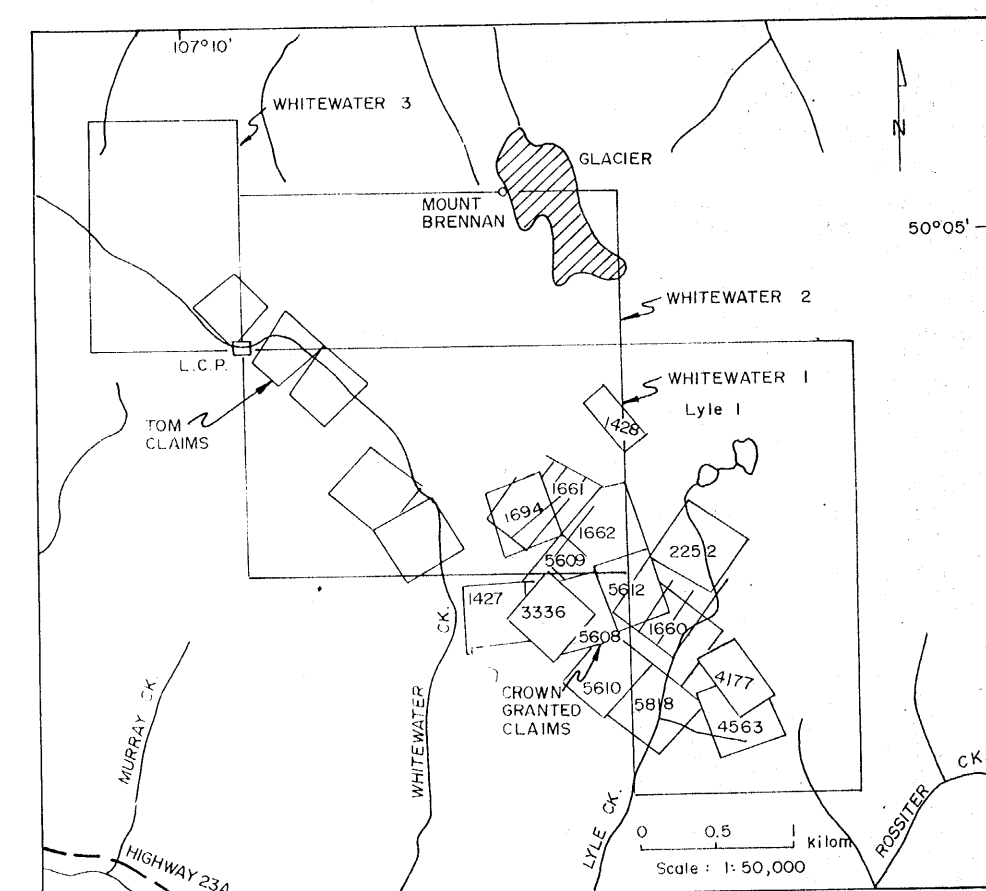 107°10'
WHITEWATER 3
N
GLACIER
MOUNT
BRENNAN
50°05'
WHITEWATER 2
L.C.P.
WHITEWATER 1
Lyle 1
TOM
CLAIMS
1428
1661
1694
1662
2252
5609
5612
1427
3336
1660
5608
CK.
4177
5610
CROWN
GRANTED
CLAIMS
5818
4563
MURRAY CK.
WHITEWATER
LYLE CK.
ROSSITER
CK.
0 0.5 1
kilom
Scale : 1: 50,000
HIGHWAY 23A